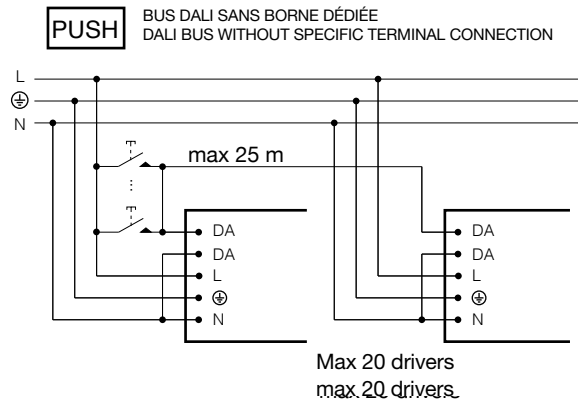 PUSH
BUS DALI SANS BORNE DÉDIÉE
DALI BUS WITHOUT SPECIFIC TERMINAL CONNECTION
L
N
max 25 m
...
DA
DA
L
N
DA
DA
L
N
Max 20 drivers
max 20 drivers